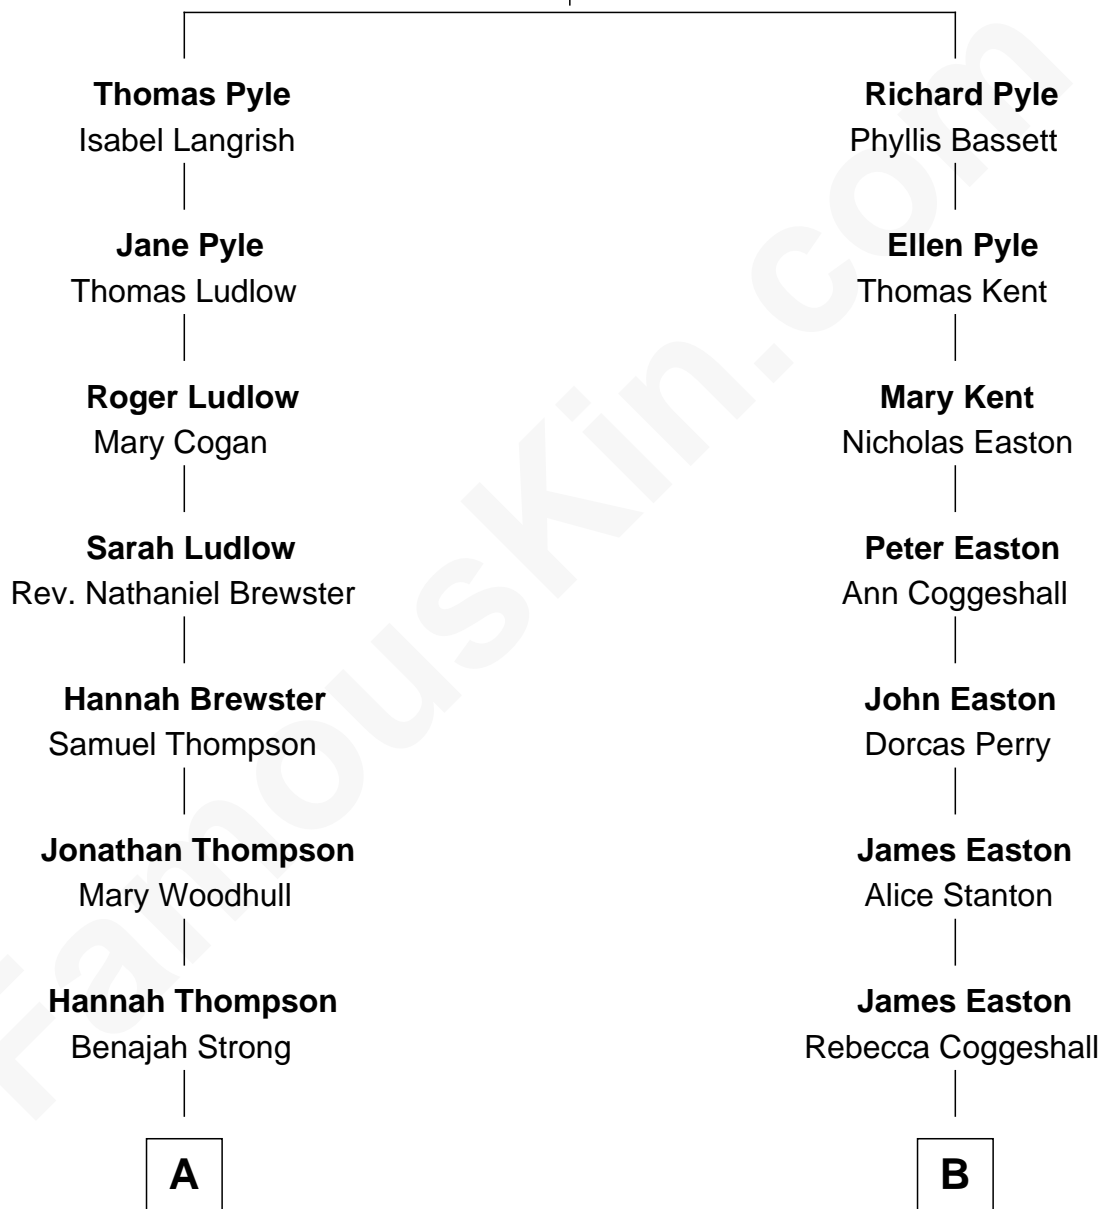 Thomas Pyle
Isabel Langrish
Jane Pyle
Thomas Ludlow
Roger Ludlow
Mary Cogan
Sarah Ludlow
Rev. Nathaniel Brewster
Hannah Brewster
Samuel Thompson
Jonathan Thompson
Mary Woodhull
Hannah Thompson
Benajah Strong
A
Richard Pyle
Phyllis Bassett
Ellen Pyle
Thomas Kent
Mary Kent
Nicholas Easton
Peter Easton
Ann Coggeshall
John Easton
Dorcas Perry
James Easton
Alice Stanton
James Easton
Rebecca Coggeshall
B
FamousKin.com